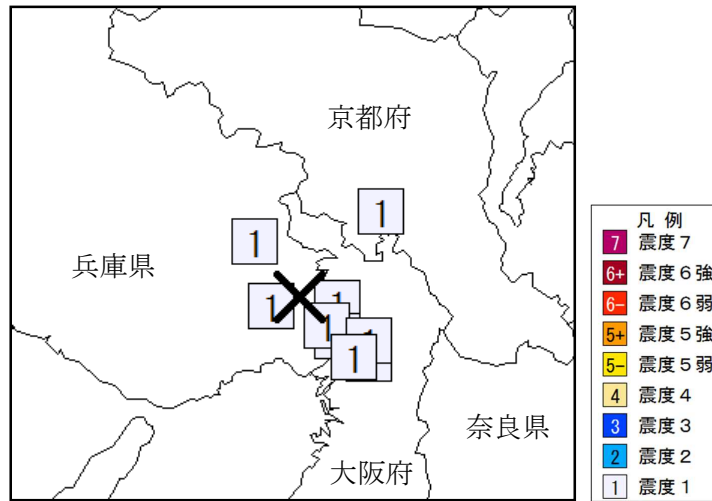 京都府
1
1
兵庫県
1
1
1
1
1
奈良県
大阪府
凡 例
7 震度7
6+ 震度6強
6- 震度6弱
5+ 震度5強
5- 震度5弱
4 震度4
3 震度3
2 震度2
1 震度1